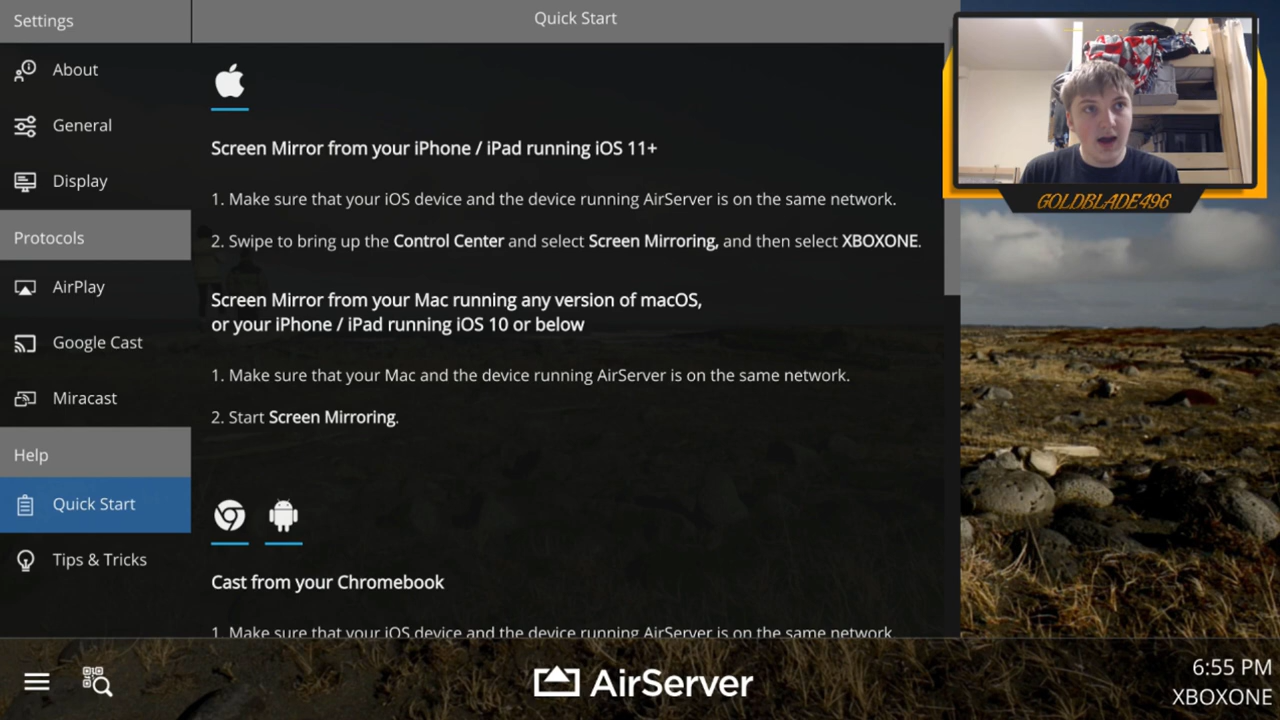 Settings
Quick Start
About
General
Display
Protocols
AirPlay
Google Cast
Miracast
Help
Quick Start
Tips & Tricks
Screen Mirror from your iPhone / iPad running iOS 11+
1. Make sure that your iOS device and the device running AirServer is on the same network.
2. Swipe to bring up the Control Center and select Screen Mirroring, and then select XBOXONE.
Screen Mirror from your Mac running any version of macOS,
or your iPhone / iPad running iOS 10 or below
1. Make sure that your Mac and the device running AirServer is on the same network.
2. Start Screen Mirroring.
Cast from your Chromebook
1. Make sure that your iOS device and the device running AirServer is on the same network
GOLDBLADE496
AirServer
6:55 PM
XBOXONE